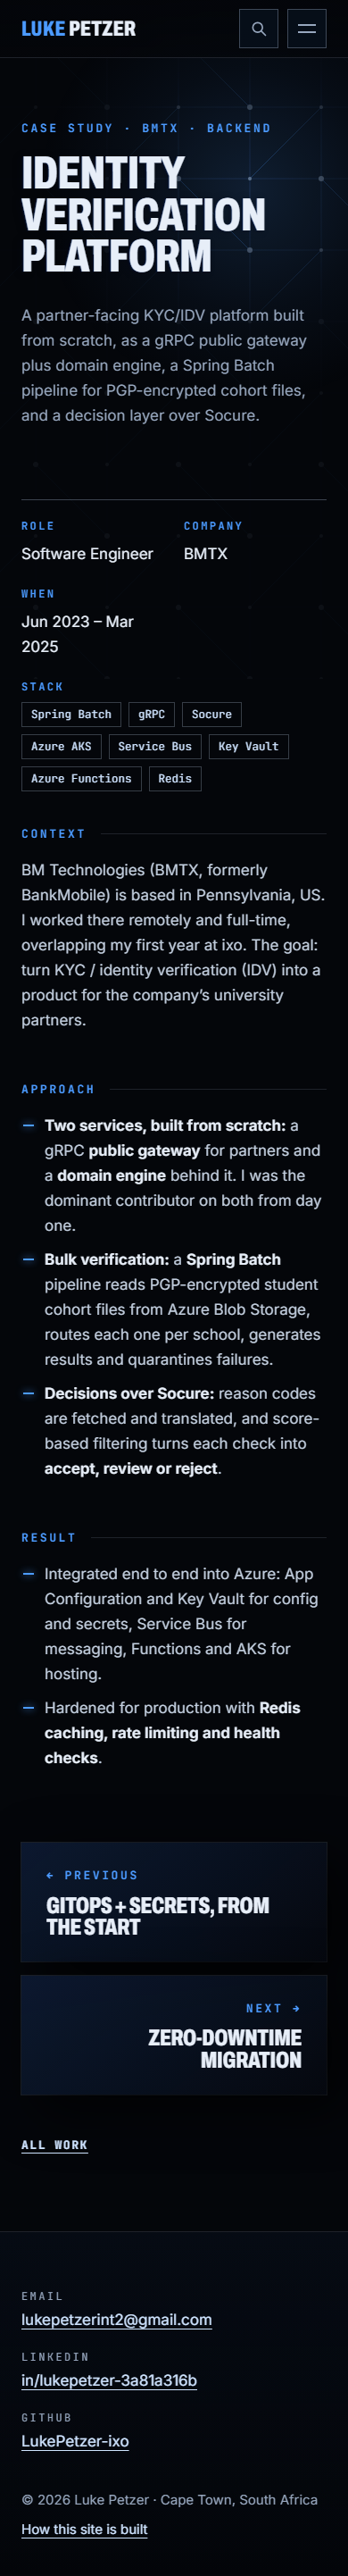 LUKE PETZER
CASE STUDY · BMTX · BACKEND
IDENTITY
VERIFICATION
PLATFORM
A partner-facing KYC/IDV platform built
from scratch, as a gRPC public gateway
plus domain engine, a Spring Batch
pipeline for PGP-encrypted cohort files,
and a decision layer over Socure.
ROLE
Software Engineer
COMPANY
BMTX
WHEN
Jun 2023 – Mar
2025
STACK
Spring Batch
gRPC
Socure
Azure AKS
Service Bus
Key Vault
Azure Functions
Redis
CONTEXT
BM Technologies (BMTX, formerly
BankMobile) is based in Pennsylvania, US.
I worked there remotely and full-time,
overlapping my first year at ixo. The goal:
turn KYC / identity verification (IDV) into a
product for the company’s university
partners.
APPROACH
Two services, built from scratch: a
gRPC public gateway for partners and
a domain engine behind it. I was the
dominant contributor on both from day
one.
Bulk verification: a Spring Batch
pipeline reads PGP-encrypted student
cohort files from Azure Blob Storage,
routes each one per school, generates
results and quarantines failures.
Decisions over Socure: reason codes
are fetched and translated, and score-
based filtering turns each check into
accept, review or reject.
RESULT
Integrated end to end into Azure: App
Configuration and Key Vault for config
and secrets, Service Bus for
messaging, Functions and AKS for
hosting.
Hardened for production with Redis
caching, rate limiting and health
checks.
← PREVIOUS
GITOPS + SECRETS, FROM
THE START
NEXT →
ZERO-DOWNTIME
MIGRATION
ALL WORK
EMAIL
lukepetzerint2@gmail.com
LINKEDIN
in/lukepetzer-3a81a316b
GITHUB
LukePetzer-ixo
© 2026 Luke Petzer · Cape Town, South Africa
How this site is built